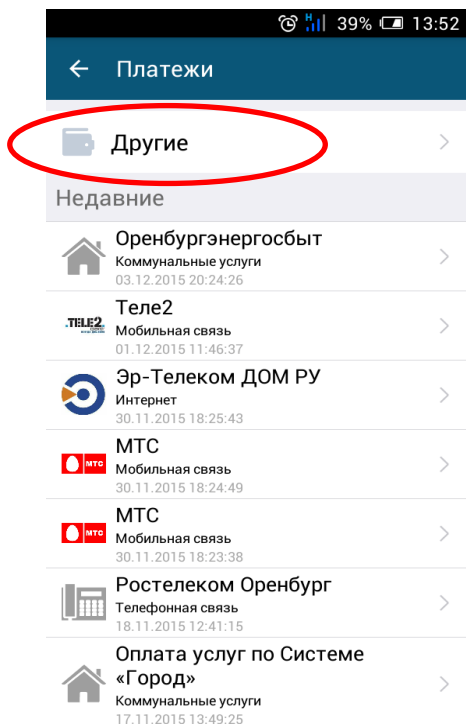 H 39% 13:52
Платежи
Другие
Недавние
Оренбургэнергосбыт
Коммунальные услуги
03.12.2015 20:24:26
TELE2
Теле2
Мобильная связь
01.12.2015 11:46:37
Эр-Телеком ДОМ РУ
Интернет
30.11.2015 18:25:43
МТС
МТС
Мобильная связь
30.11.2015 18:24:49
МТС
МТС
Мобильная связь
30.11.2015 18:23:38
Ростелеком Оренбург
Телефонная связь
18.11.2015 12:41:15
Оплата услуг по Системе
«Город»
Коммунальные услуги
17.11.2015 13:49:25